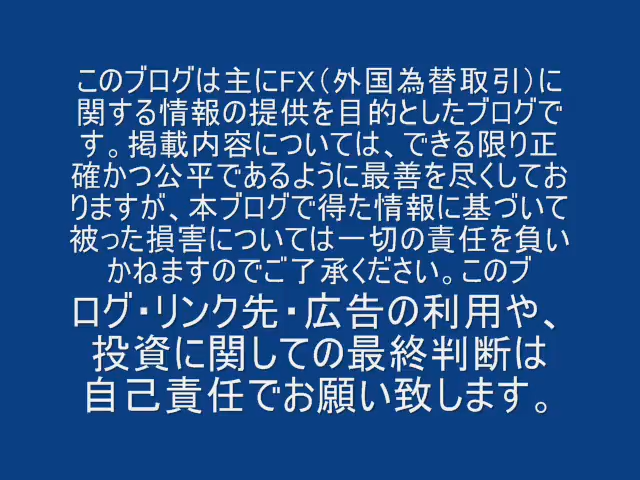 このブログは主にFX（外国為替取引）に
関する情報の提供を目的としたブログで
す。掲載内容については、できる限り正
確かつ公平であるように最善を尽くしてお
りますが、本ブログで得た情報に基づいて
被った損害については一切の責任を負い
かねますのでご了承ください。このブ
ログ・リンク先・広告の利用や、
投資に関しての最終判断は
自己責任でお願い致します。